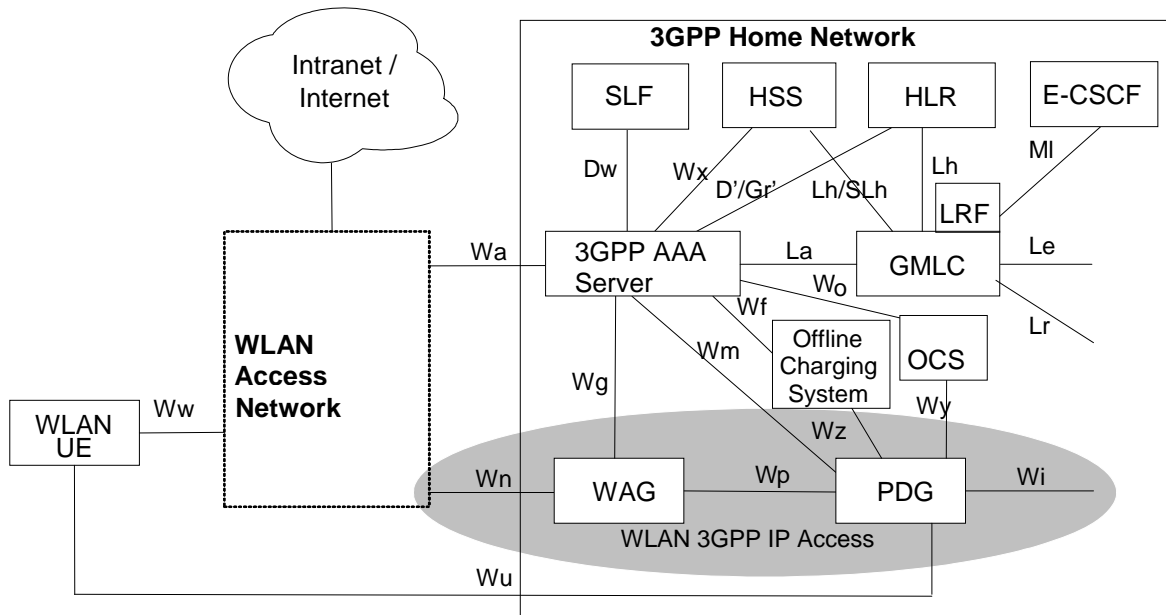 3GPP Home Network
Intranet /
Internet
SLF
HSS
HLR
E-CSCF
Dw
Wx
D'/Gr'
Lh/SLh
Lh
Ml
LRF
Wa
3GPP AAA
Server
La
GMLC
Le
Wo
Wf
Lr
WLAN
Access
Network
Wm
Offline
Charging
System
OCS
Wg
Ww
Wy
WLAN
UE
Wz
Wn
WAG
Wp
PDG
Wi
WLAN 3GPP IP Access
Wu